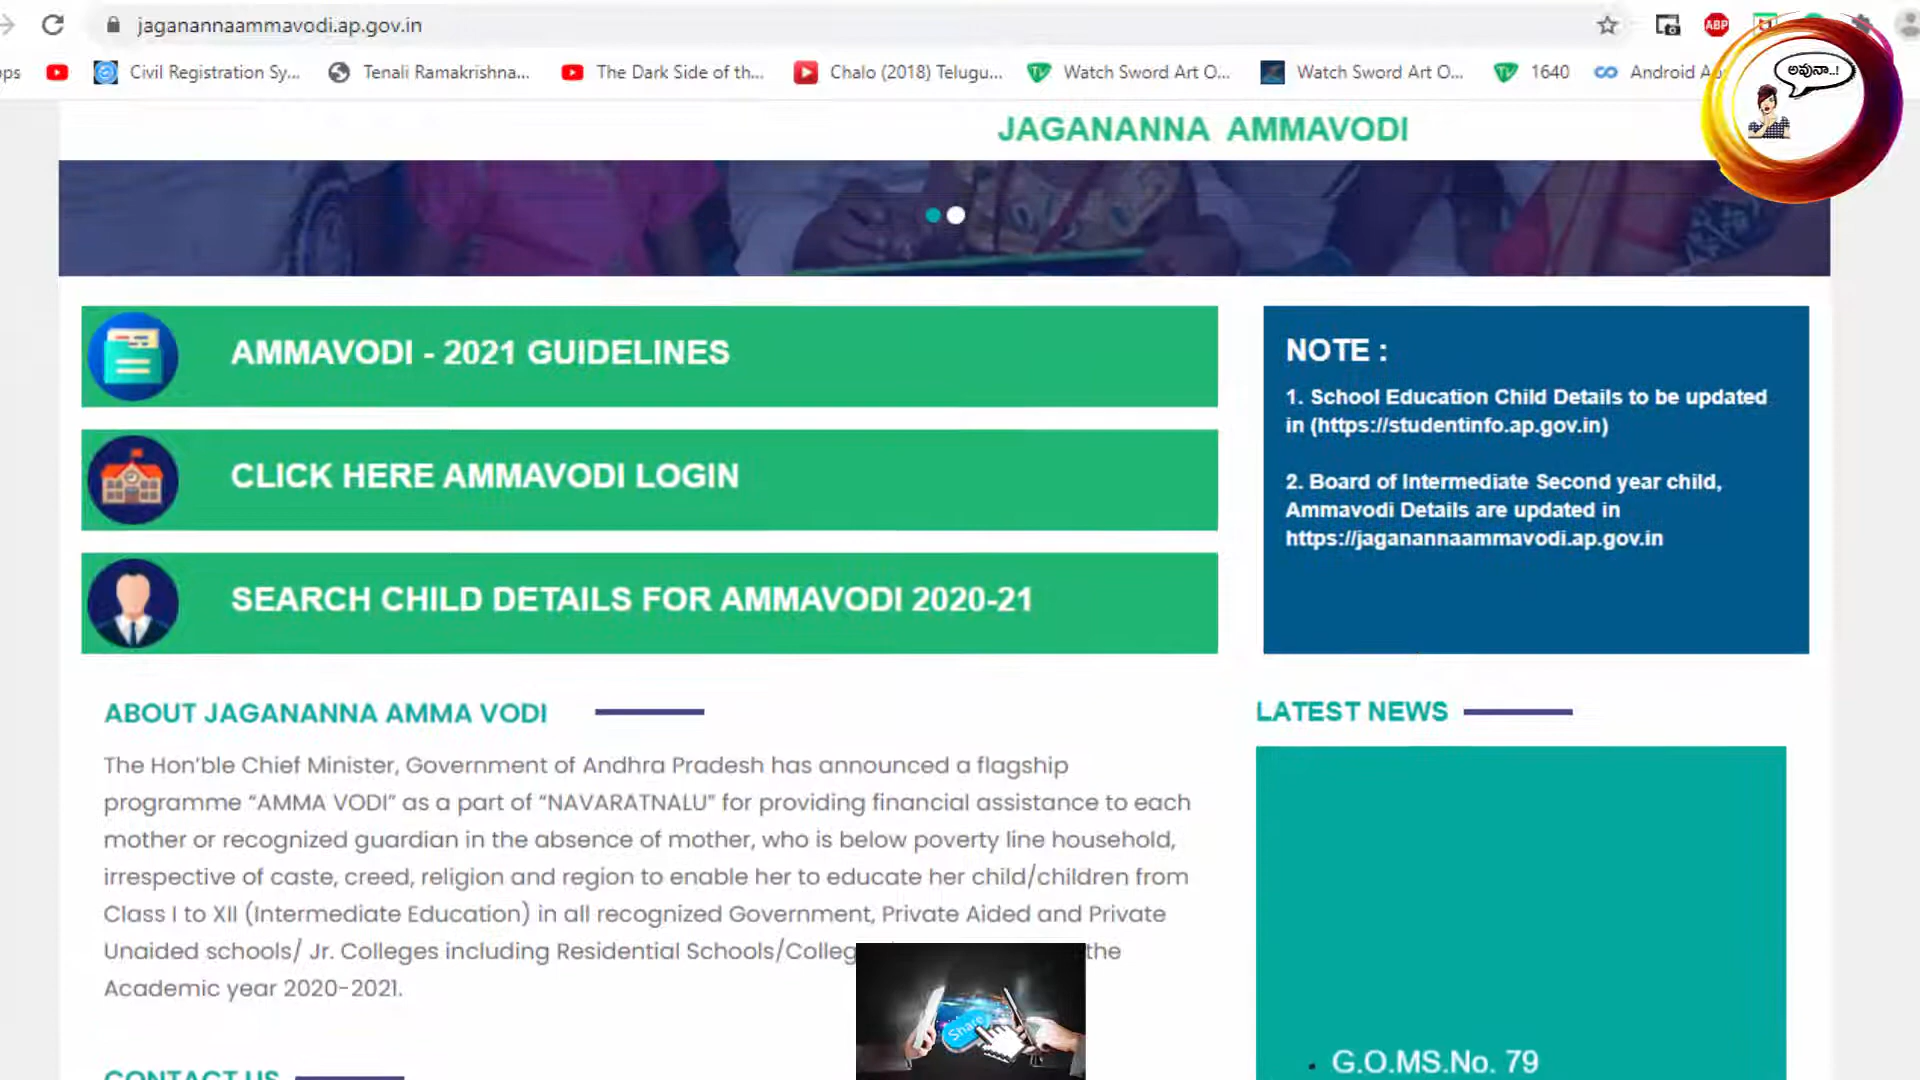 jaganannaammavodi.ap.gov.in
ABP
ps
Civil Registration Sy...
Tenali Ramakrishna...
The Dark Side of th...
Chalo (2018) Telugu...
Watch Sword Art O...
Watch Sword Art O...
1640
Android
అవునా..!
JAGANANNA AMMAVODI
AMMAVODI - 2021 GUIDELINES
CLICK HERE AMMAVODI LOGIN
SEARCH CHILD DETAILS FOR AMMAVODI 2020-21
NOTE :
1. School Education Child Details to be updated
in (https://studentinfo.ap.gov.in)
2. Board of Intermediate Second year child,
Ammavodi Details are updated in
https://jaganannaammavodi.ap.gov.in
ABOUT JAGANANNA AMMA VODI
The Hon’ble Chief Minister, Government of Andhra Pradesh has announced a flagship
programme “AMMA VODI” as a part of “NAVARATNALU” for providing financial assistance to each
mother or recognized guardian in the absence of mother, who is below poverty line household,
irrespective of caste, creed, religion and region to enable her to educate her child/children from
Class I to XII (Intermediate Education) in all recognized Government, Private Aided and Private
Unaided schools/ Jr. Colleges including Residential Schools/Colleg the
Academic year 2020-2021.
Share
CONTACT US
LATEST NEWS
G.O.MS.No. 79